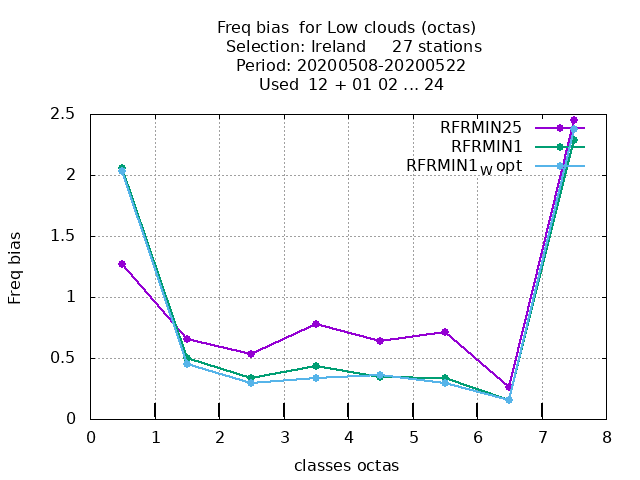 Freq bias  for Low clouds (octas)
Selection: Ireland     27 stations
Period: 20200508-20200522
Used  12 + 01 02 ... 24
RFRMIN25
RFRMIN1
RFRMIN1W opt
2.5
2
1.5
1
0.5
0
Freq bias
0 1 2 3 4 5 6 7 8
classes octas